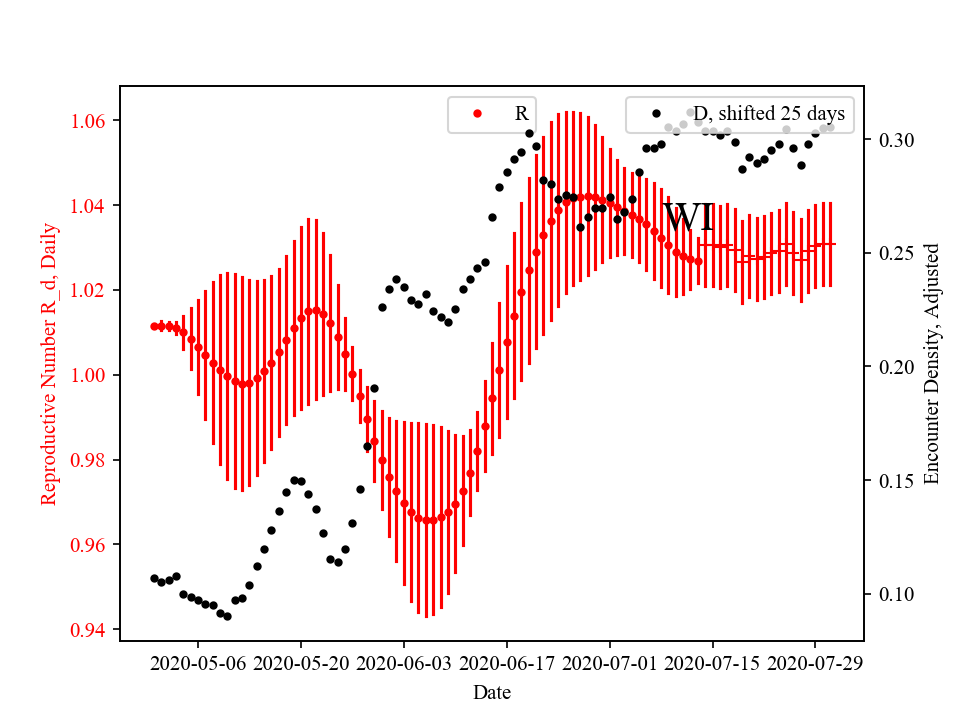 R
D, shifted 25 days
WI
Reproductive Number R_d, Daily
1.06
1.04
1.02
1.00
0.98
0.96
0.94
0.30
0.25
0.20
0.15
0.10
Encounter Density, Adjusted
2020-05-06 2020-05-20 2020-06-03 2020-06-17 2020-07-01 2020-07-15 2020-07-29
Date